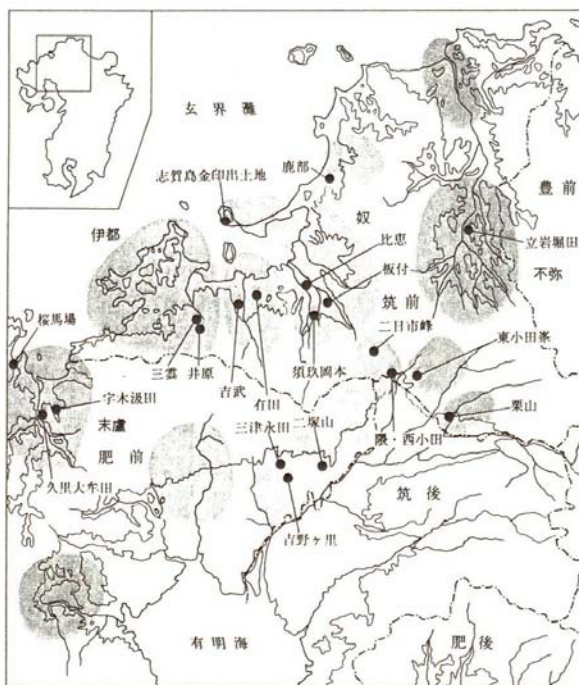 玄界灘
志賀島金印出土地
鹿部
奴
豊前
伊都
比恵
立岩堀田
板付
不弥
筑前
桜馬場
二日市峰
東小田峯
三雲
井原
吉武
有田
須玖岡本
宇木汲田
末盧
栗山
三津永田
二塚山
隈・西小田
肥前
久里大牟田
筑後
吉野ヶ里
有明海
肥後